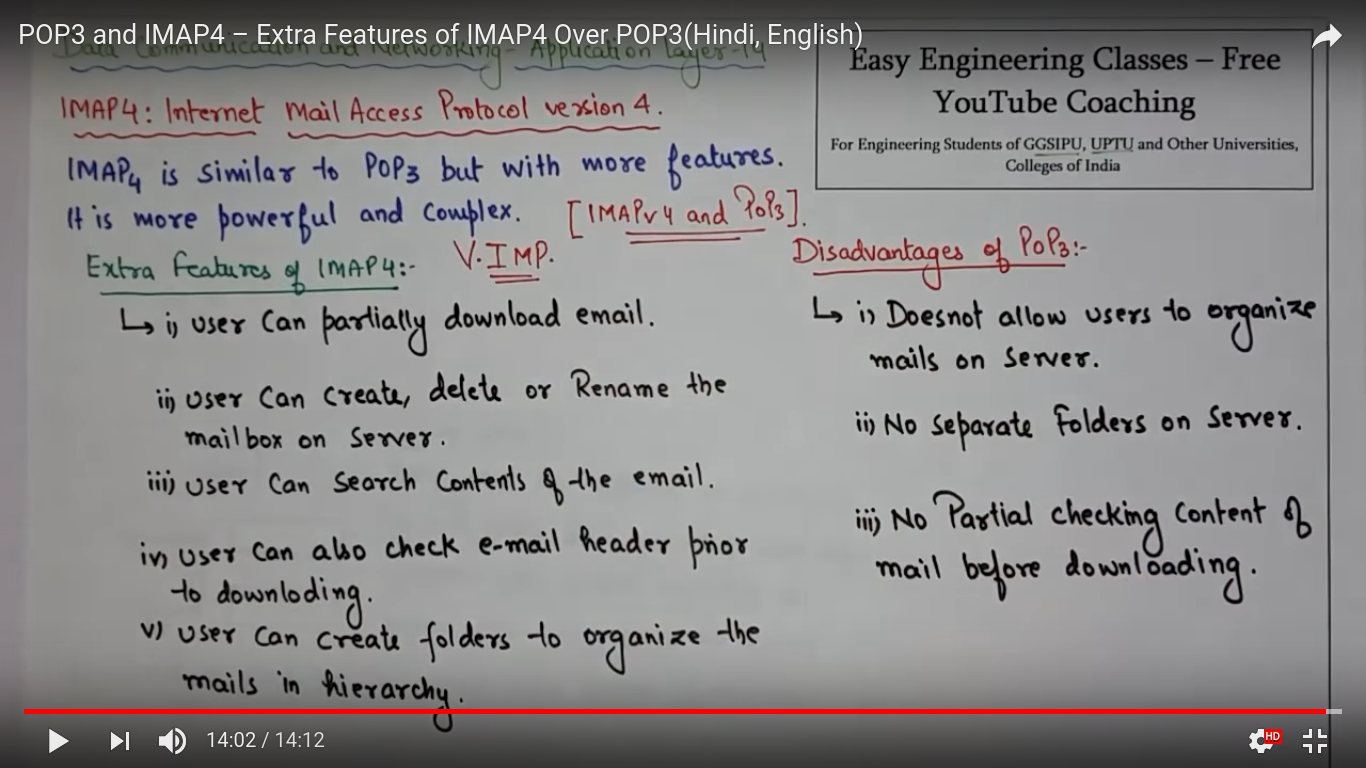 POP3 and IMAP4 – Extra Features of IMAP4 Over POP3(Hindi, English)
Data Communication and Networking - Application Layer-14
Easy Engineering Classes – Free
YouTube Coaching
For Engineering Students of GGSIPU, UPTU and Other Universities,
Colleges of India
IMAP4: Internet Mail Access Protocol version 4.
IMAP4 is similar to POP3 but with more features.
It is more powerful and Complex. [IMAPv4 and POP3].
Extra Features of IMAP4:- V.IMP.
↳ i) User Can partially download email.
ii) User Can Create, delete or Rename the
mailbox on Server.
iii) User Can Search Contents of the email.
iv) User Can also check e-mail header prior
to downloding.
v) User Can Create folders to organize the
mails in hierarchy.
Disadvantages of POP3:-
↳ i) Doesnot allow users to organize
mails on Server.
ii) No Separate Folders on Server.
iii) No Partial checking Content of
mail before downloading.
14:02 / 14:12
HD